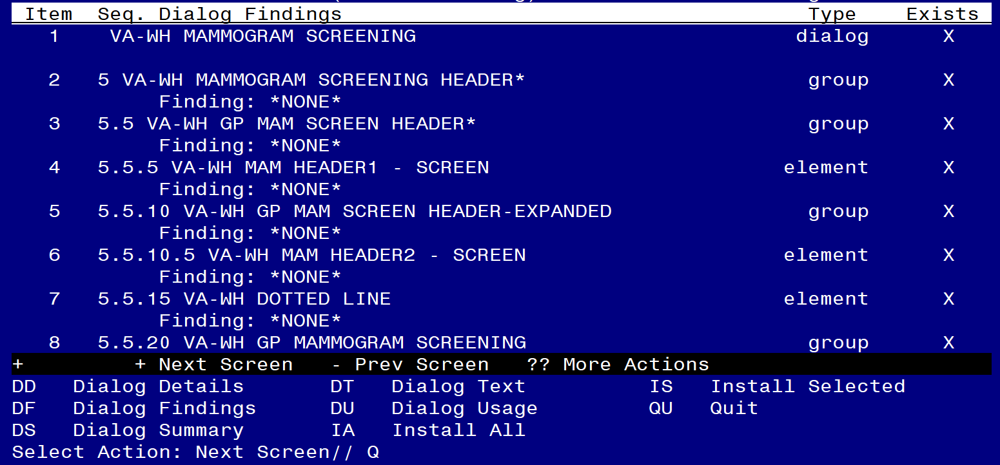 Item Seq. Dialog Findings Type Exists
1 VA-WH MAMMOGRAM SCREENING dialog X
2 5 VA-WH MAMMOGRAM SCREENING HEADER* group X
Finding: *NONE*
3 5.5 VA-WH GP MAM SCREEN HEADER* group X
Finding: *NONE*
4 5.5.5 VA-WH MAM HEADER1 - SCREEN element X
Finding: *NONE*
5 5.5.10 VA-WH GP MAM SCREEN HEADER-EXPANDED group X
Finding: *NONE*
6 5.5.10.5 VA-WH MAM HEADER2 - SCREEN element X
Finding: *NONE*
7 5.5.15 VA-WH DOTTED LINE element X
Finding: *NONE*
8 5.5.20 VA-WH GP MAMMOGRAM SCREENING group X
+ + Next Screen - Prev Screen ?? More Actions
DD Dialog Details DT Dialog Text IS Install Selected
DF Dialog Findings DU Dialog Usage QU Quit
DS Dialog Summary IA Install All
Select Action: Next Screen// Q